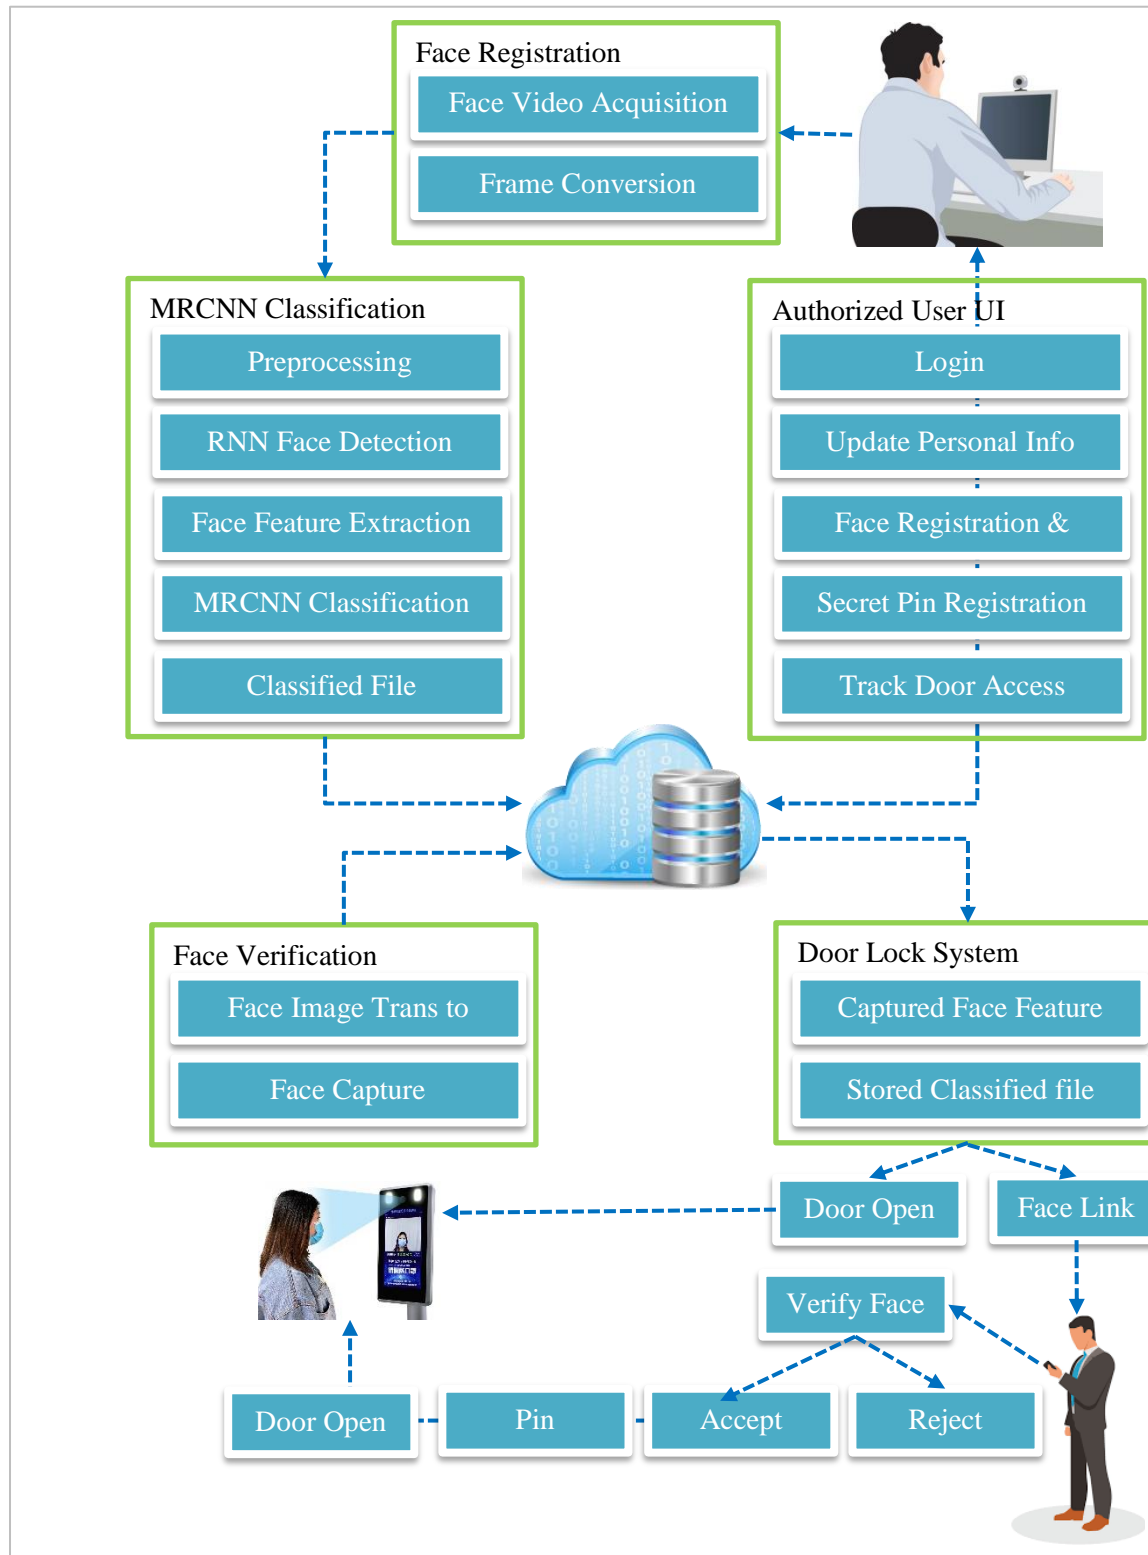 Face Registration
Face Video Acquisition
Frame Conversion
MRCNN Classification
Preprocessing
RNN Face Detection
Face Feature Extraction
MRCNN Classification
Classified File
Authorized User UI
Login
Update Personal Info
Face Registration &
Secret Pin Registration
Track Door Access
Face Verification
Face Image Trans to
Face Capture
Door Lock System
Captured Face Feature
Stored Classified file
Door Open
Face Link
Verify Face
Door Open
Pin
Accept
Reject